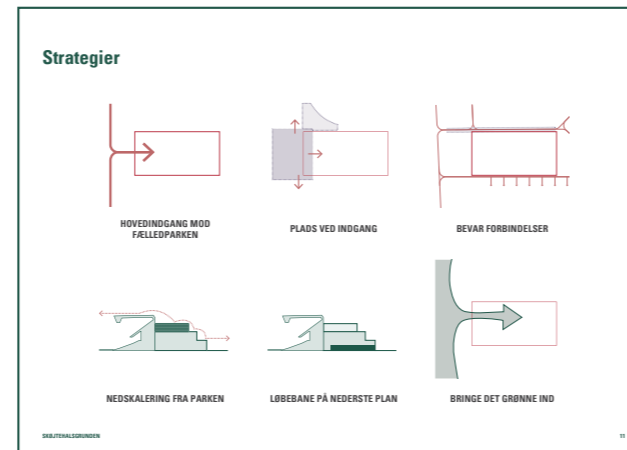 Strategier
HOVEDINDGANG MOD
FÆLLEDPARKEN
PLADS VED INDGANG
BEVAR FORBINDELSER
NEDSKALERING FRA PARKEN
LØBEBANE PÅ NEDERSTE PLAN
BRINGE DET GRØNNE IND
SKØJTEHALSGRUNDEN
11